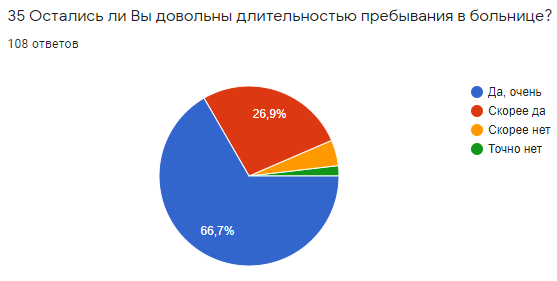 35 Остались ли Вы довольны длительностью пребывания в больнице?
108 ответов
Да, очень
Скорее да
Скорее нет
Точно нет
26,9%
66,7%